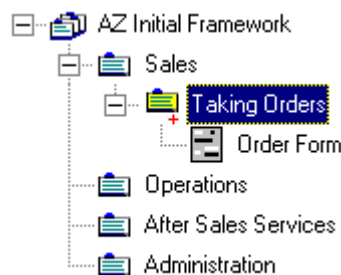 AZ Initial Framework
Sales
Taking Orders
Order Form
Operations
After Sales Services
Administration